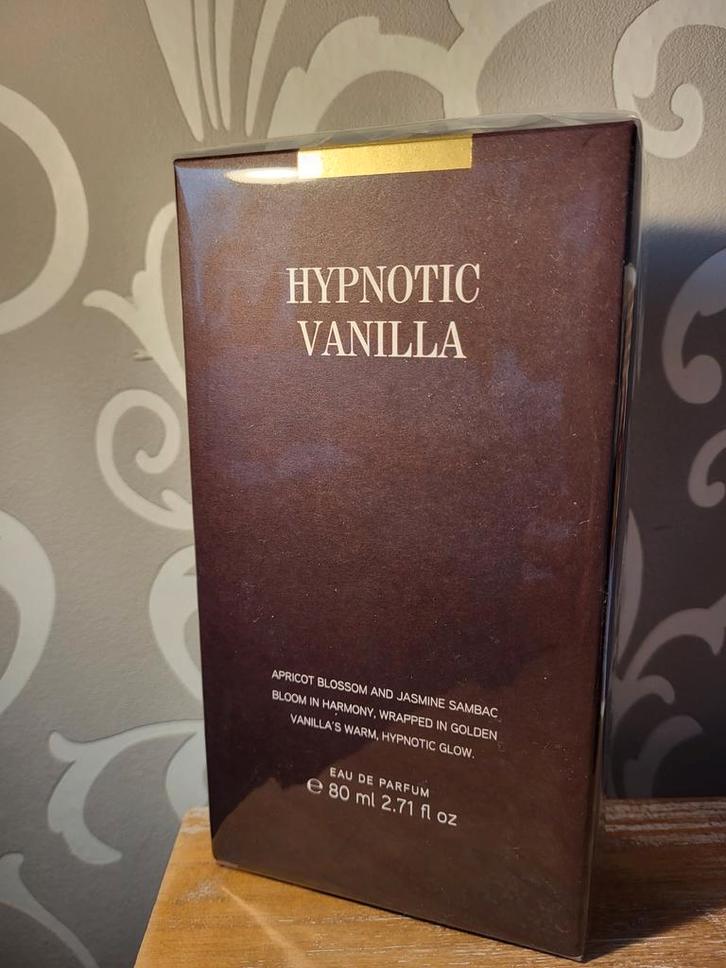 HYPNOTIC
VANILLA
APRICOT BLOSSOM AND JASMINE SAMBAC
BLOOM IN HARMONY, WRAPPED IN GOLDEN
VANILLA'S WARM, HYPNOTIC GLOW.
EAU DE PARFUM
℮ 80 ml 2.71 fl oz